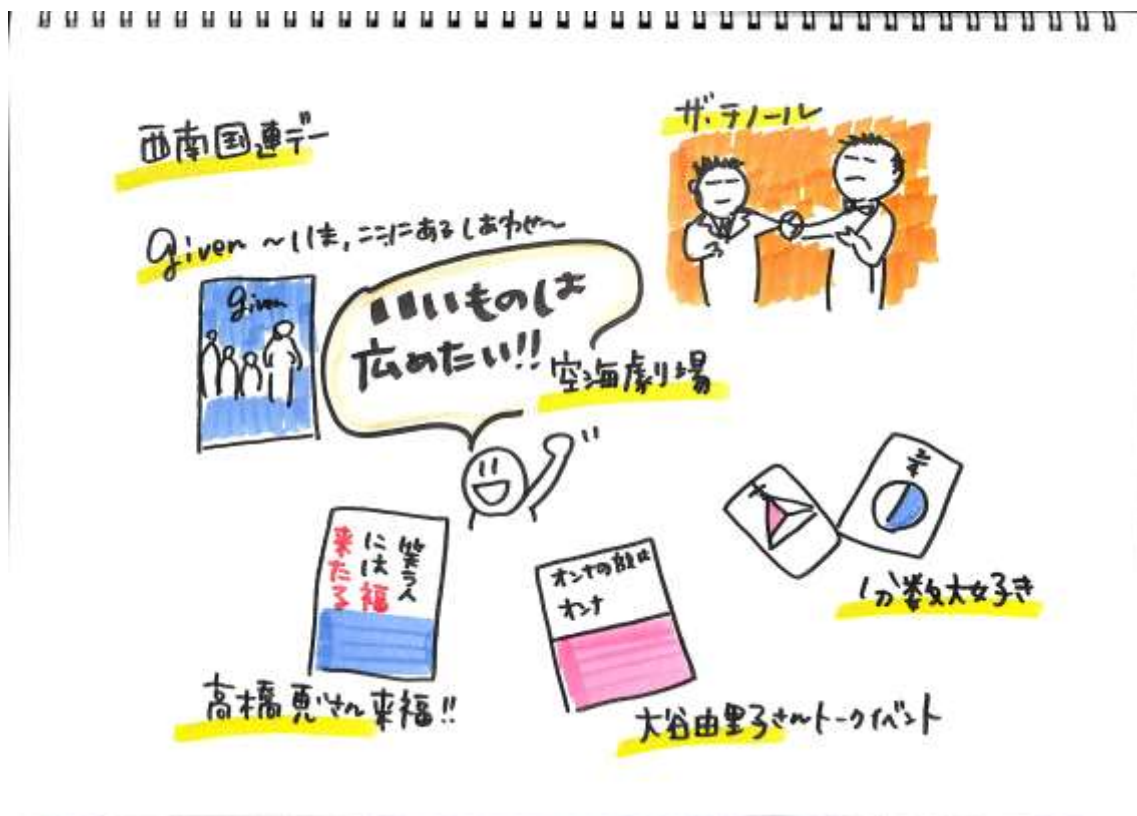 西南国連デー
ザ・テノール
given 〜いま,ここにあるしあわせ〜
given
いいものは
広めたい!!
空海劇場
2/4
分数大好き
笑う人
には福
来たる
オンナの敵は
オンナ
高橋恵さん来福!!
大谷由里子さんトークイベント